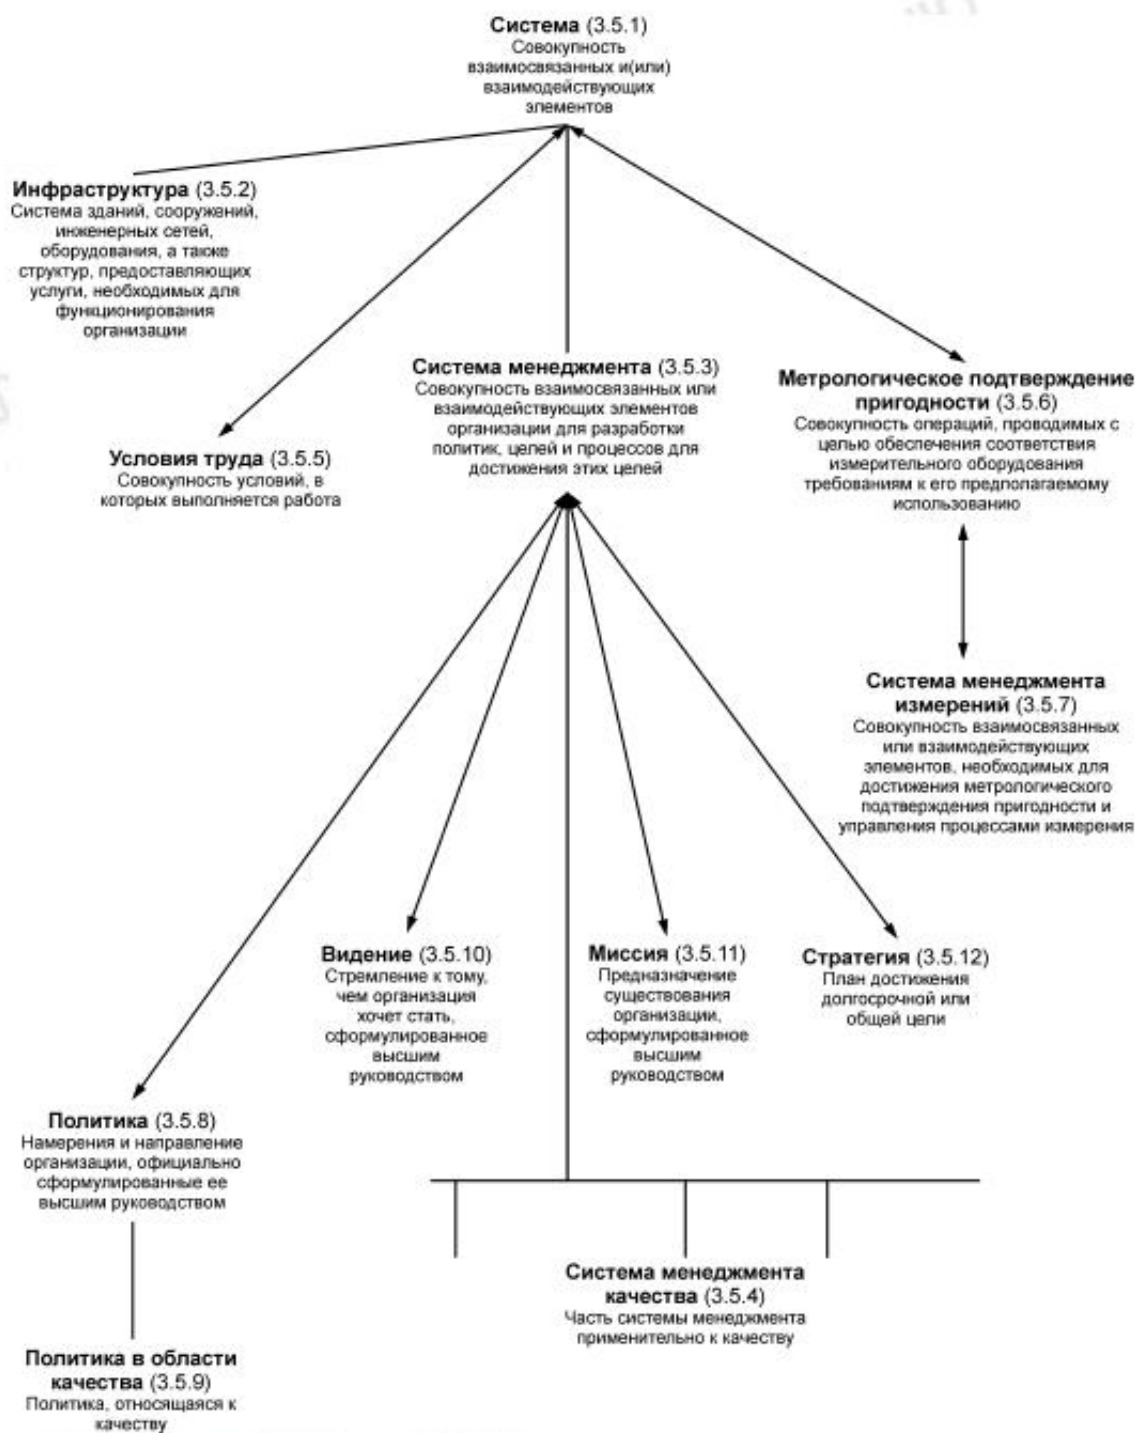 Система (3.5.1)
Совокупность
взаимосвязанных и(или)
взаимодействующих
элементов
Инфраструктура (3.5.2)
Система зданий, сооружений,
инженерных сетей,
оборудования, а также
структур, предоставляющих
услуги, необходимых для
функционирования
организации
Система менеджмента (3.5.3)
Совокупность взаимосвязанных или
взаимодействующих элементов
организации для разработки
политик, целей и процессов для
достижения этих целей
Метрологическое подтверждение
пригодности (3.5.6)
Совокупность операций, проводимых с
целью обеспечения соответствия
измерительного оборудования
требованиям к его предполагаемому
использованию
Условия труда (3.5.5)
Совокупность условий, в
которых выполняется работа
Система менеджмента
измерений (3.5.7)
Совокупность взаимосвязанных
или взаимодействующих
элементов, необходимых для
достижения метрологического
подтверждения пригодности и
управления процессами измерения
Видение (3.5.10)
Стремление к тому,
чем организация
хочет стать,
сформулированное
высшим
руководством
Миссия (3.5.11)
Предназначение
существования
организации,
сформулированное
высшим
руководством
Стратегия (3.5.12)
План достижения
долгосрочной или
общей цели
Политика (3.5.8)
Намерения и направление
организации, официально
сформулированные ее
высшим руководством
Система менеджмента
качества (3.5.4)
Часть системы менеджмента
применительно к качеству
Политика в области
качества (3.5.9)
Политика, относящаяся к
качеству